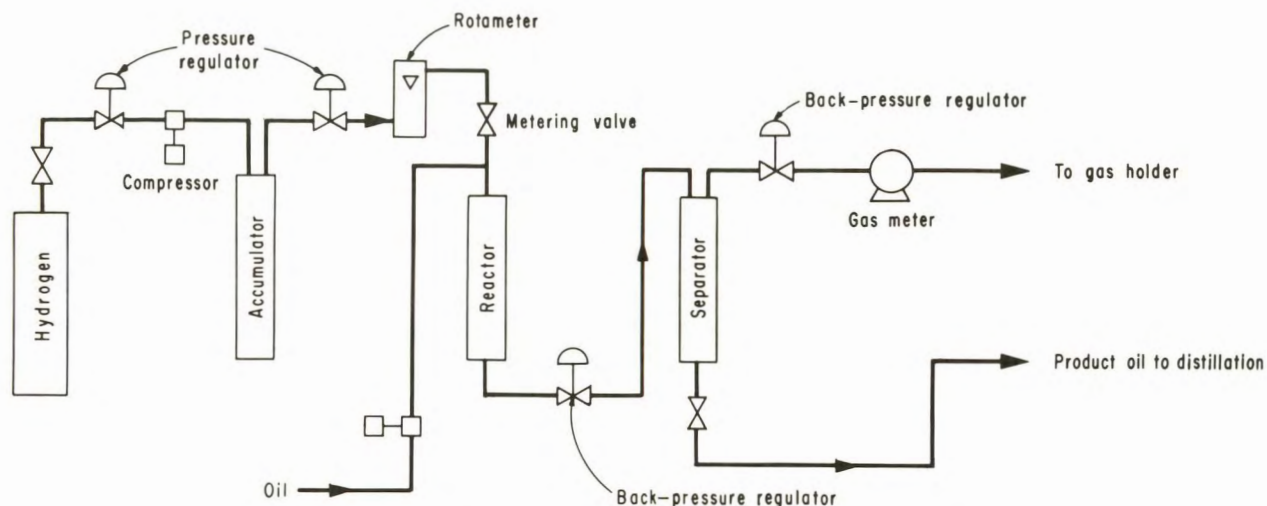 Rotameter
Pressure
regulator
Back-pressure regulator
Metering valve
Compressor
To gas holder
Gas meter
Hydrogen
Accumulator
Reactor
Separator
Product oil to distillation
Oil
Back-pressure regulator